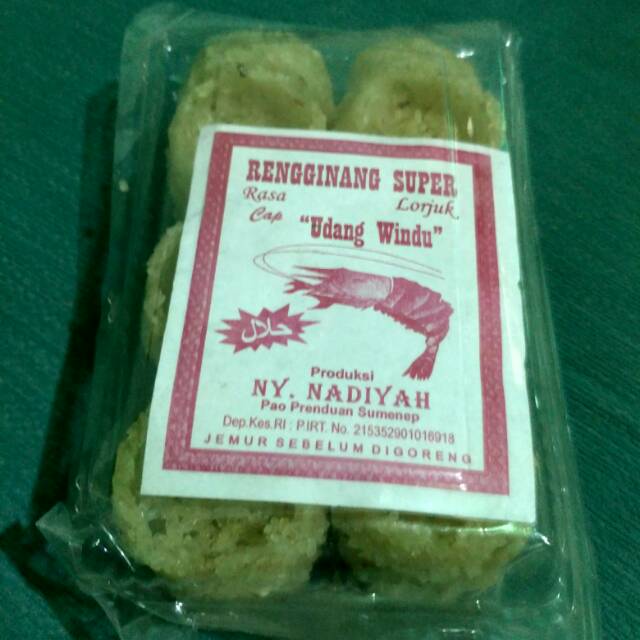 RENGGINANG SUPER
Rasa Lorjuk
Cap "Udang Windu"
حلال
Produksi
NY. NADIYAH
Pao Prenduan Sumenep
Dep.Kes.RI : P.IRT. No. 215352901016918
JEMUR SEBELUM DIGORENG